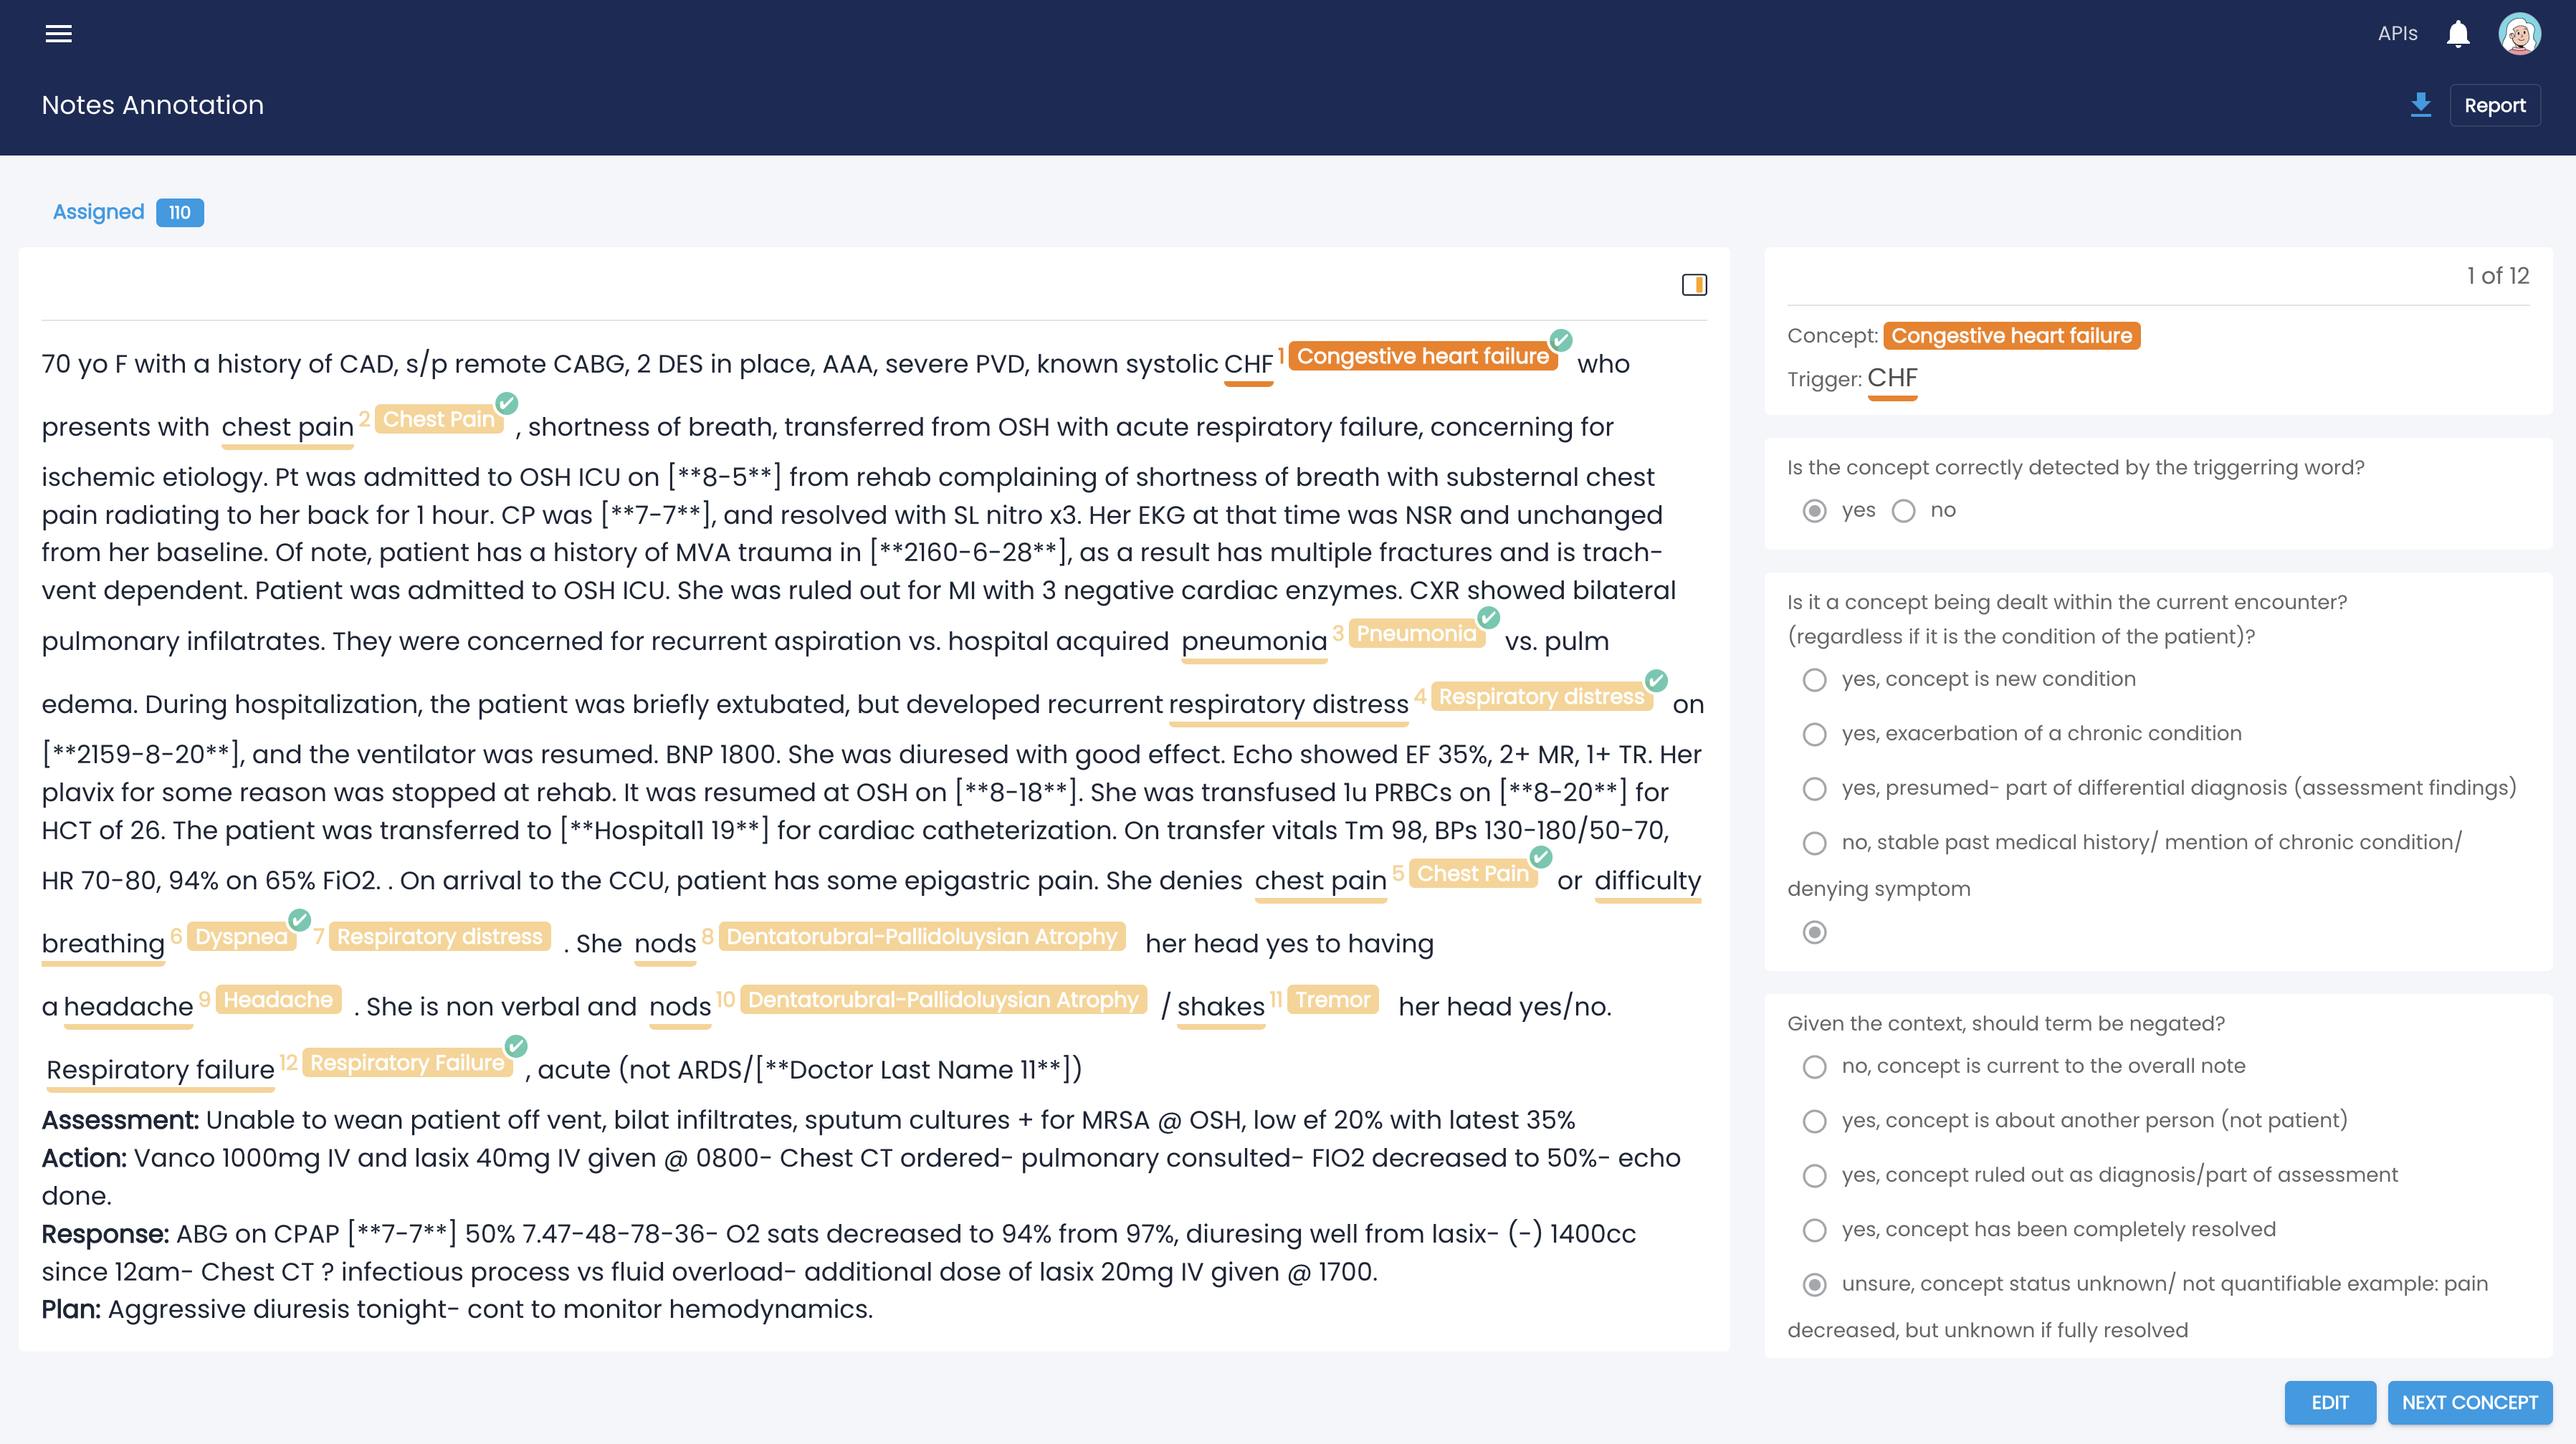 APIs
Notes Annotation
Report
Assigned 110
70 yo F with a history of CAD, s/p remote CABG, 2 DES in place, AAA, severe PVD, known systolic CHF 1 Congestive heart failure who
presents with chest pain 2 Chest Pain , shortness of breath, transferred from OSH with acute respiratory failure, concerning for
ischemic etiology. Pt was admitted to OSH ICU on [**8-5**] from rehab complaining of shortness of breath with substernal chest
pain radiating to her back for 1 hour. CP was [**7-7**], and resolved with SL nitro x3. Her EKG at that time was NSR and unchanged
from her baseline. Of note, patient has a history of MVA trauma in [**2160-6-28**], as a result has multiple fractures and is trach-
vent dependent. Patient was admitted to OSH ICU. She was ruled out for MI with 3 negative cardiac enzymes. CXR showed bilateral
pulmonary infilatrates. They were concerned for recurrent aspiration vs. hospital acquired pneumonia 3 Pneumonia vs. pulm
edema. During hospitalization, the patient was briefly extubated, but developed recurrent respiratory distress 4 Respiratory distress on
[**2159-8-20**], and the ventilator was resumed. BNP 1800. She was diuresed with good effect. Echo showed EF 35%, 2+ MR, 1+ TR. Her
plavix for some reason was stopped at rehab. It was resumed at OSH on [**8-18**]. She was transfused 1u PRBCs on [**8-20**] for
HCT of 26. The patient was transferred to [**Hospital1 19**] for cardiac catheterization. On transfer vitals Tm 98, BPs 130-180/50-70,
HR 70-80, 94% on 65% FiO2. . On arrival to the CCU, patient has some epigastric pain. She denies chest pain 5 Chest Pain or difficulty
breathing 6 Dyspnea 7 Respiratory distress . She nods 8 Dentatorubral-Pallidoluysian Atrophy her head yes to having
a headache 9 Headache . She is non verbal and nods 10 Dentatorubral-Pallidoluysian Atrophy / shakes 11 Tremor her head yes/no.
Respiratory failure 12 Respiratory Failure , acute (not ARDS/[**Doctor Last Name 11**])
Assessment: Unable to wean patient off vent, bilat infiltrates, sputum cultures + for MRSA @ OSH, low ef 20% with latest 35%
Action: Vanco 1000mg IV and lasix 40mg IV given @ 0800- Chest CT ordered- pulmonary consulted- FIO2 decreased to 50%- echo
done.
Response: ABG on CPAP [**7-7**] 50% 7.47-48-78-36- O2 sats decreased to 94% from 97%, diuresing well from lasix- (-) 1400cc
since 12am- Chest CT ? infectious process vs fluid overload- additional dose of lasix 20mg IV given @ 1700.
Plan: Aggressive diuresis tonight- cont to monitor hemodynamics.
1 of 12
Concept: Congestive heart failure
Trigger: CHF
Is the concept correctly detected by the triggerring word?
yes no
Is it a concept being dealt within the current encounter?
(regardless if it is the condition of the patient)?
yes, concept is new condition
yes, exacerbation of a chronic condition
yes, presumed- part of differential diagnosis (assessment findings)
no, stable past medical history/ mention of chronic condition/
denying symptom
Given the context, should term be negated?
no, concept is current to the overall note
yes, concept is about another person (not patient)
yes, concept ruled out as diagnosis/part of assessment
yes, concept has been completely resolved
unsure, concept status unknown/ not quantifiable example: pain
decreased, but unknown if fully resolved
EDIT NEXT CONCEPT